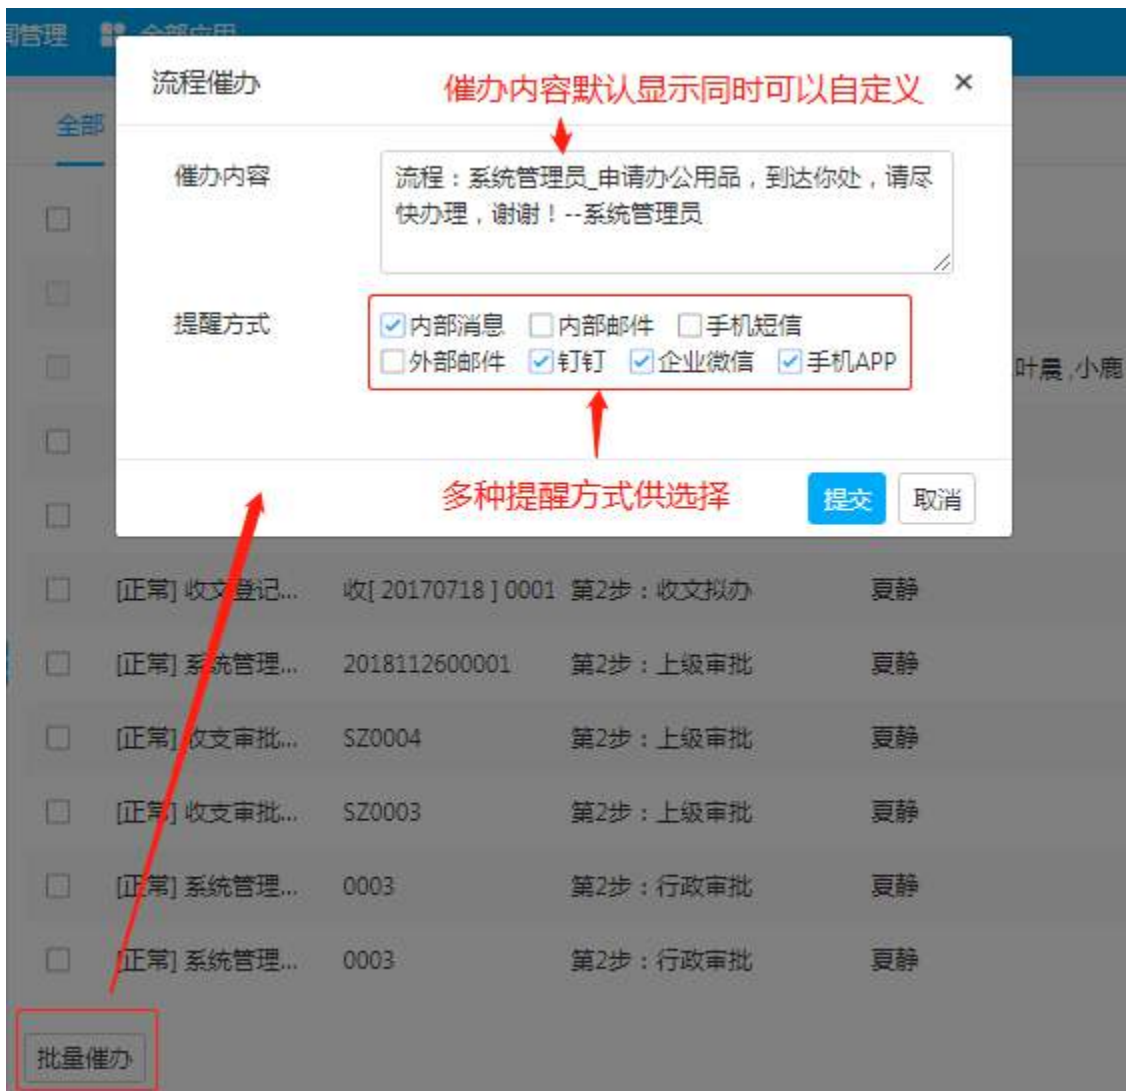 闻管理 全部应用
流程催办 催办内容默认显示同时可以自定义 ×
全部
催办内容 流程：系统管理员_申请办公用品，到达你处，请尽
快办理，谢谢！--系统管理员
提醒方式 内部消息 内部邮件 手机短信
外部邮件 钉钉 企业微信 手机APP
叶晨 ,小鹿
多种提醒方式供选择 提交 取消
[正常] 收文登记... 收[ 20170718 ] 0001 第2步：收文拟办 夏静
[正常] 系统管理... 2018112600001 第2步：上级审批 夏静
[正常] 收支审批... SZ0004 第2步：上级审批 夏静
[正常] 收支审批... SZ0003 第2步：上级审批 夏静
[正常] 系统管理... 0003 第2步：行政审批 夏静
[正常] 系统管理... 0003 第2步：行政审批 夏静
批量催办